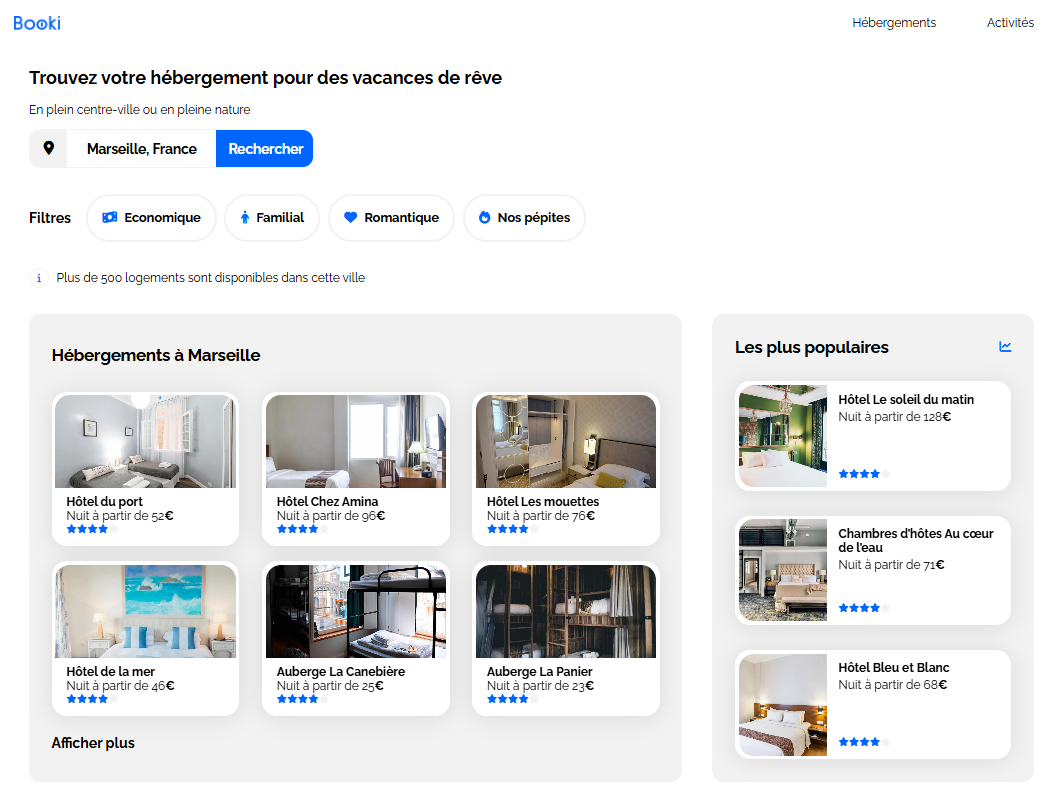 Booki
Hébergements
Activités
Trouvez votre hébergement pour des vacances de rêve
En plein centre-ville ou en pleine nature
Marseille, France
Rechercher
Filtres
Economique
Familial
Romantique
Nos pépites
Plus de 500 logements sont disponibles dans cette ville
Hébergements à Marseille
Hôtel du port
Nuit à partir de 52€
Hôtel Chez Amina
Nuit à partir de 96€
Hôtel Les mouettes
Nuit à partir de 76€
Hôtel de la mer
Nuit à partir de 46€
Auberge La Canebière
Nuit à partir de 25€
Auberge La Panier
Nuit à partir de 23€
Afficher plus
Les plus populaires
Hôtel Le soleil du matin
Nuit à partir de 128€
Chambres d'hôtes Au cœur
de l'eau
Nuit à partir de 71€
Hôtel Bleu et Blanc
Nuit à partir de 68€